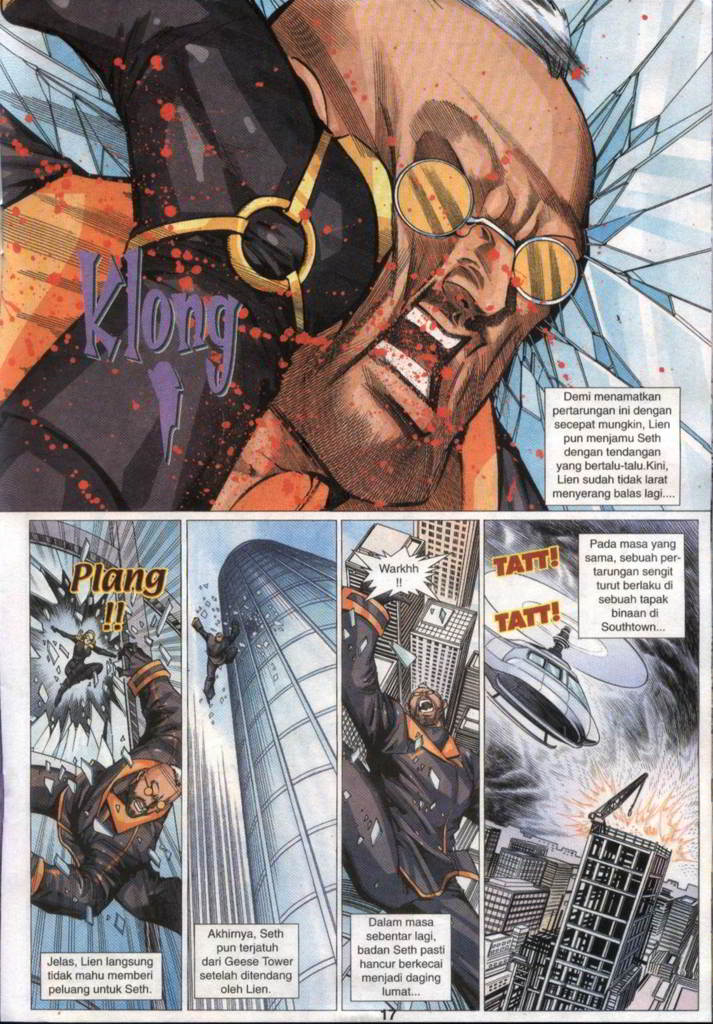 Klong
!
Demi menamatkan
pertarungan ini dengan
secepat mungkin, Lien
pun menjamu Seth
dengan tendangan
yang bertalu-talu.Kini,
Lien sudah tidak larat
menyerang balas lagi....
Plang
!!
Jelas, Lien langsung
tidak mahu memberi
peluang untuk Seth.
Akhirnya, Seth
pun terjatuh
dari Geese Tower
setelah ditendang
oleh Lien.
Warkhh
!!
Dalam masa
sebentar lagi,
badan Seth pasti
hancur berkecai
menjadi daging
lumat...
TATT!
TATT!
Pada masa yang
sama, sebuah per-
tarungan sengit
turut berlaku di
sebuah tapak
binaan di
Southtown...
17